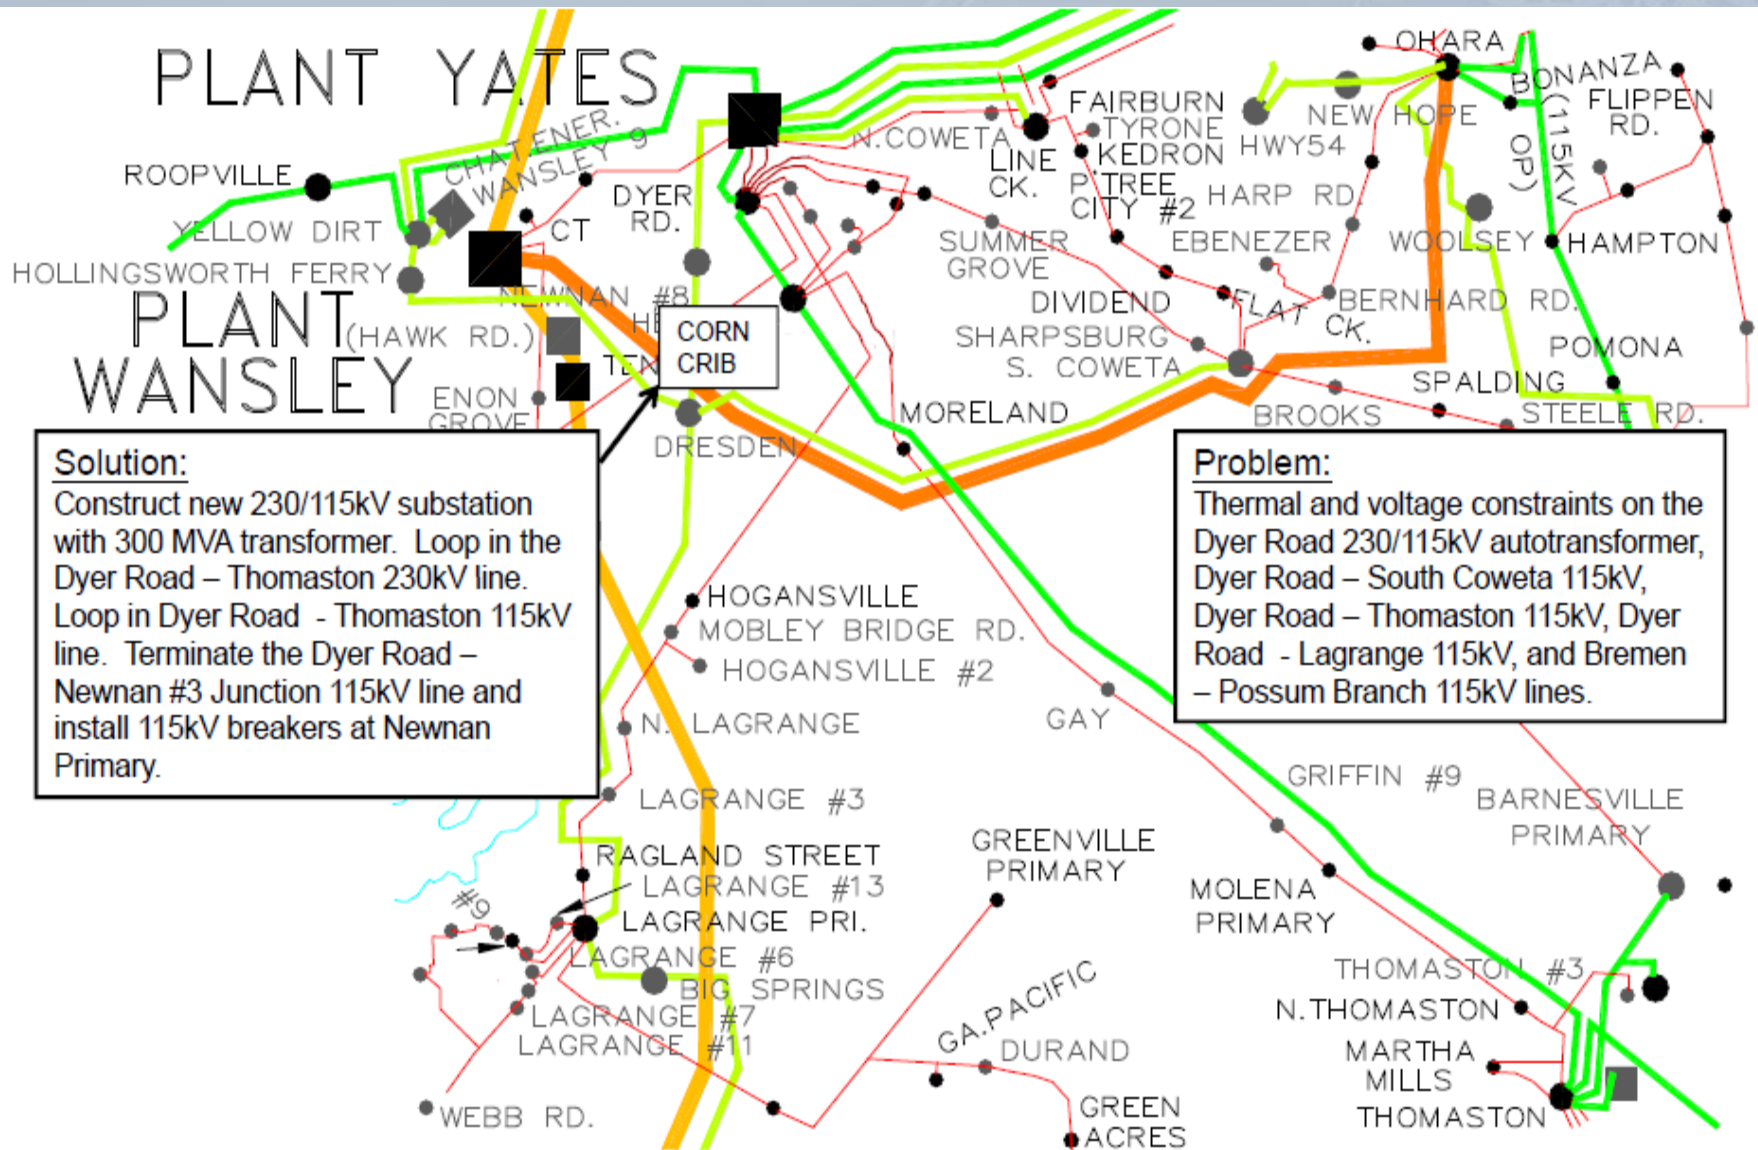 PLANT YATES
OHARA
BONANZA
(115KV OP)
FLIPPEN
RD.
FAIRBURN
TYRONE
KEDRON
P.TREE
CITY #2
N.COWETA
LINE
CK.
NEW HOPE
HWY54
CHAT.ENER.
WANSLEY 9
ROOPVILLE
DYER
RD.
HARP RD
YELLOW DIRT
CT
SUMMER
GROVE
EBENEZER
WOOLSEY
HAMPTON
HOLLINGSWORTH FERRY
NEWNAN #8
DIVIDEND
FLAT CK.
BERNHARD RD.
PLANT
WANSLEY
(HAWK RD.)
CORN
CRIB
SHARPSBURG
S. COWETA
POMONA
SPALDING
ENON
GROVE
MORELAND
BROOKS
STEELE RD.
DRESDEN
Solution:
Construct new 230/115kV substation
with 300 MVA transformer. Loop in the
Dyer Road – Thomaston 230kV line.
Loop in Dyer Road - Thomaston 115kV
line. Terminate the Dyer Road –
Newnan #3 Junction 115kV line and
install 115kV breakers at Newnan
Primary.
Problem:
Thermal and voltage constraints on the
Dyer Road 230/115kV autotransformer,
Dyer Road – South Coweta 115kV,
Dyer Road – Thomaston 115kV, Dyer
Road - Lagrange 115kV, and Bremen
– Possum Branch 115kV lines.
HOGANSVILLE
MOBLEY BRIDGE RD.
HOGANSVILLE #2
N. LAGRANGE
GAY
LAGRANGE #3
GRIFFIN #9
BARNESVILLE
PRIMARY
RAGLAND STREET
LAGRANGE #13
LAGRANGE PRI.
#9
GREENVILLE
PRIMARY
MOLENA
PRIMARY
LAGRANGE #6
BIG SPRINGS
LAGRANGE #7
LAGRANGE #11
THOMASTON #3
N.THOMASTON
GA.PACIFIC
DURAND
MARTHA
MILLS
THOMASTON
WEBB RD.
GREEN
ACRES